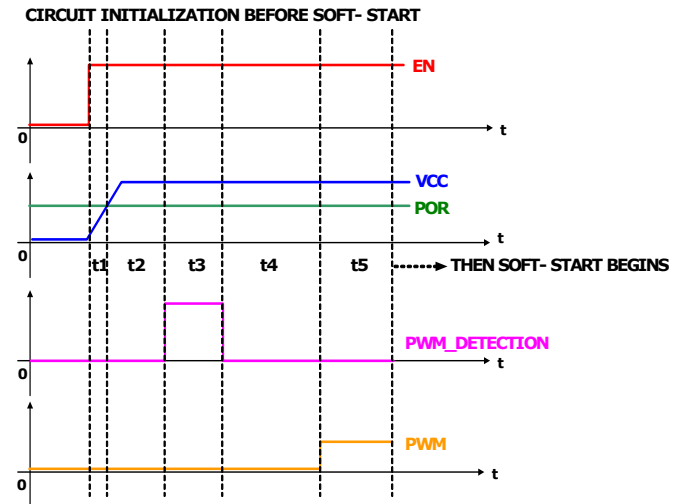 CIRCUIT INITIALIZATION BEFORE SOFT- START
EN
0
t
VCC
POR
0
t
t1 t2 t3 t4 t5 THEN SOFT- START BEGINS
PWM_DETECTION
0
t
PWM
0
t